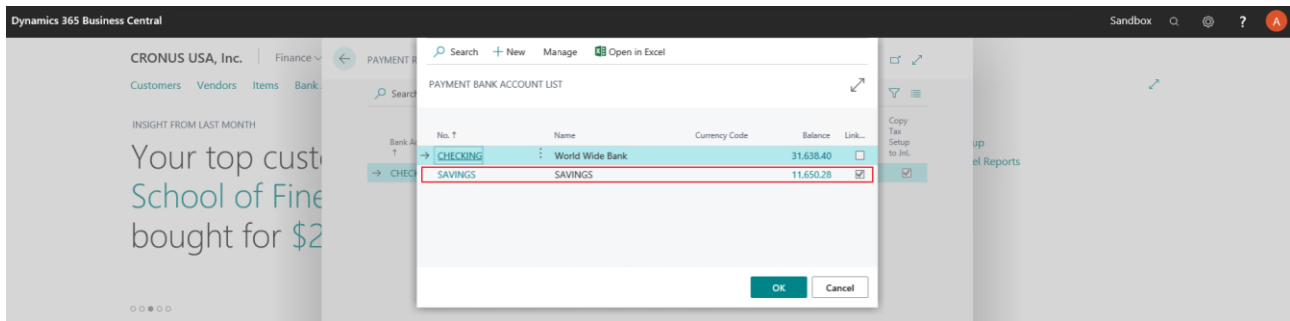 Dynamics 365 Business Central
Sandbox ?
A
CRONUS USA, Inc. Finance
Customers Vendors Items Bank
INSIGHT FROM LAST MONTH
Your top cust
School of Fine
bought for $2
PAYMENT R
Search
Bank A
↑
→ CHECK
Search + New Manage Open in Excel
PAYMENT BANK ACCOUNT LIST
No. ↑ Name Currency Code Balance Link...
→ CHECKING World Wide Bank 31,638.40
SAVINGS SAVINGS 11,650.28
OK Cancel
Copy
Tax
Setup
to Jnl.
up
el Reports